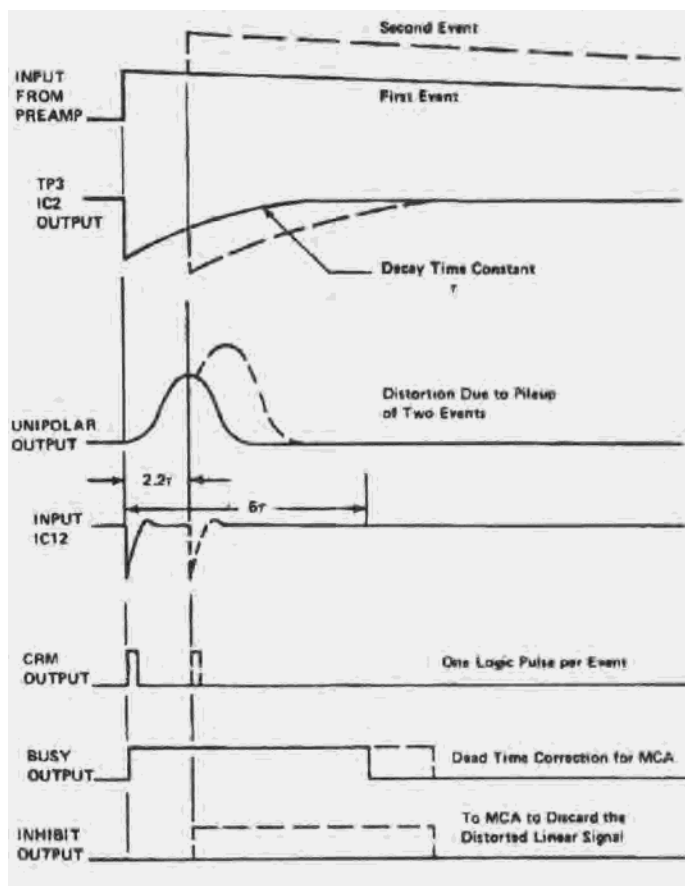 Second Event
INPUT
FROM
PREAMP
First Event
TP3
IC2
OUTPUT
Decay Time Constant
τ
Distortion Due to Pileup
of Two Events
UNIPOLAR
OUTPUT
2.2τ
6τ
INPUT
IC12
CRM
OUTPUT
One Logic Pulse per Event
BUSY
OUTPUT
Dead Time Correction for MCA
To MCA to Discard the
Distorted Linear Signal
INHIBIT
OUTPUT